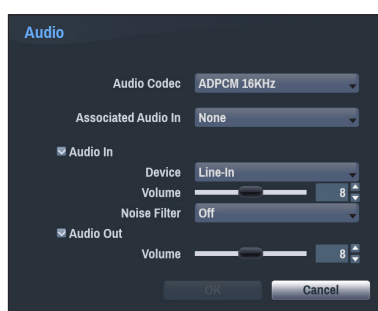 Audio
Audio Codec ADPCM 16KHz
Associated Audio In None
Audio In
Device Line-In
Volume 8
Noise Filter Off
Audio Out
Volume 8
OK Cancel